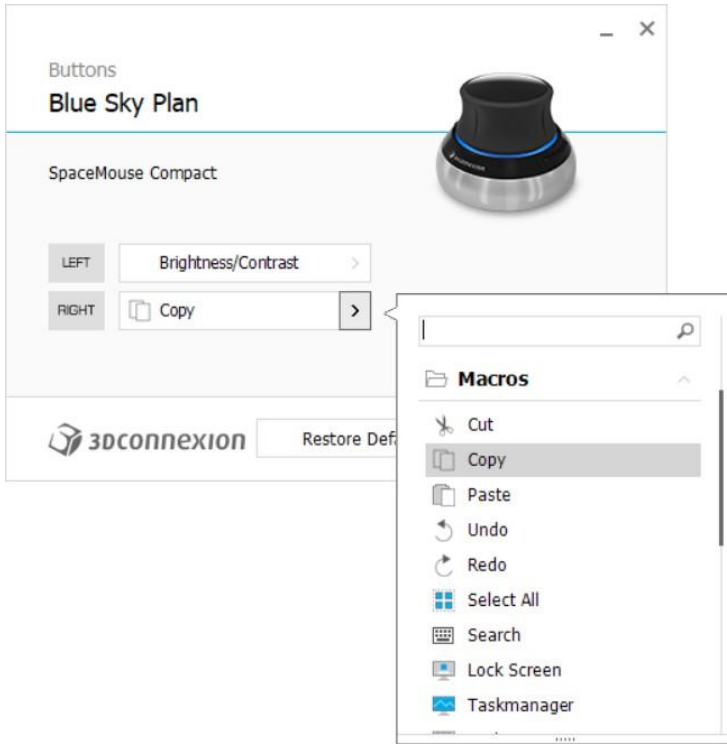 Buttons
Blue Sky Plan
SpaceMouse Compact
LEFT Brightness/Contrast
RIGHT Copy
3Dconnexion Restore
Macros
Cut
Copy
Paste
Undo
Redo
Select All
Search
Lock Screen
Taskmanager